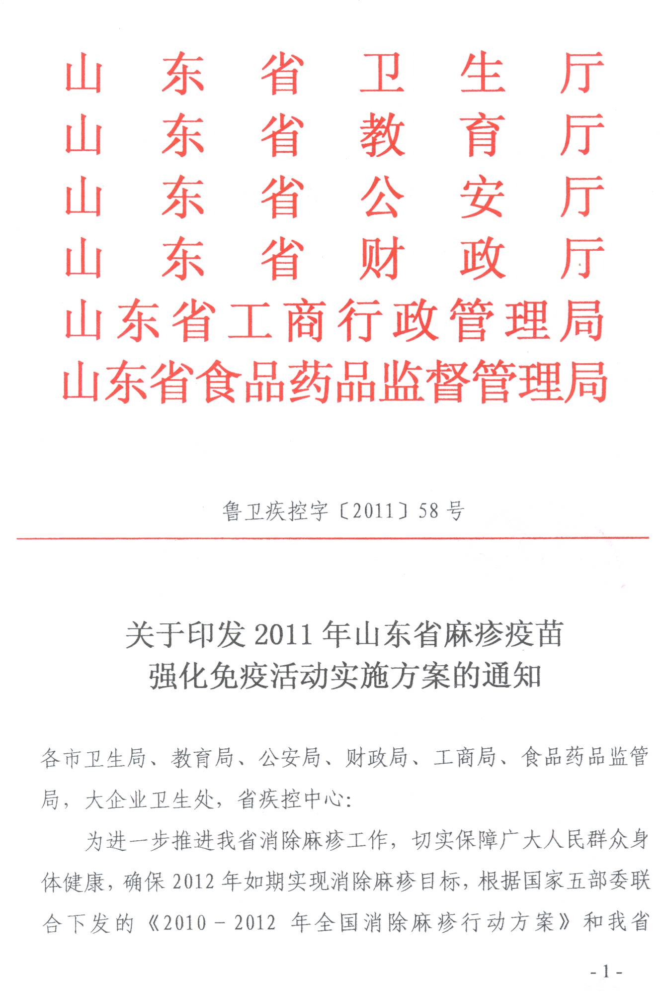 山东省卫生厅
山东省教育厅
山东省公安厅
山东省财政厅
山东省工商行政管理局
山东省食品药品监督管理局
鲁卫疾控字〔2011〕58号
关于印发2011年山东省麻疹疫苗
强化免疫活动实施方案的通知
各市卫生局、教育局、公安局、财政局、工商局、食品药品监管
局，大企业卫生处，省疾控中心：
为进一步推进我省消除麻疹工作，切实保障广大人民群众身
体健康，确保2012年如期实现消除麻疹目标，根据国家五部委联
合下发的《2010－2012 年全国消除麻疹行动方案》和我省
- 1 -